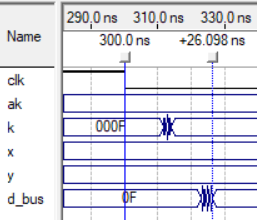 290.0 ns 310.0 ns 330.0 ns
Name
300.0 ns +26.098 ns
clk
ak
k 000F
x
y
d_bus 0F